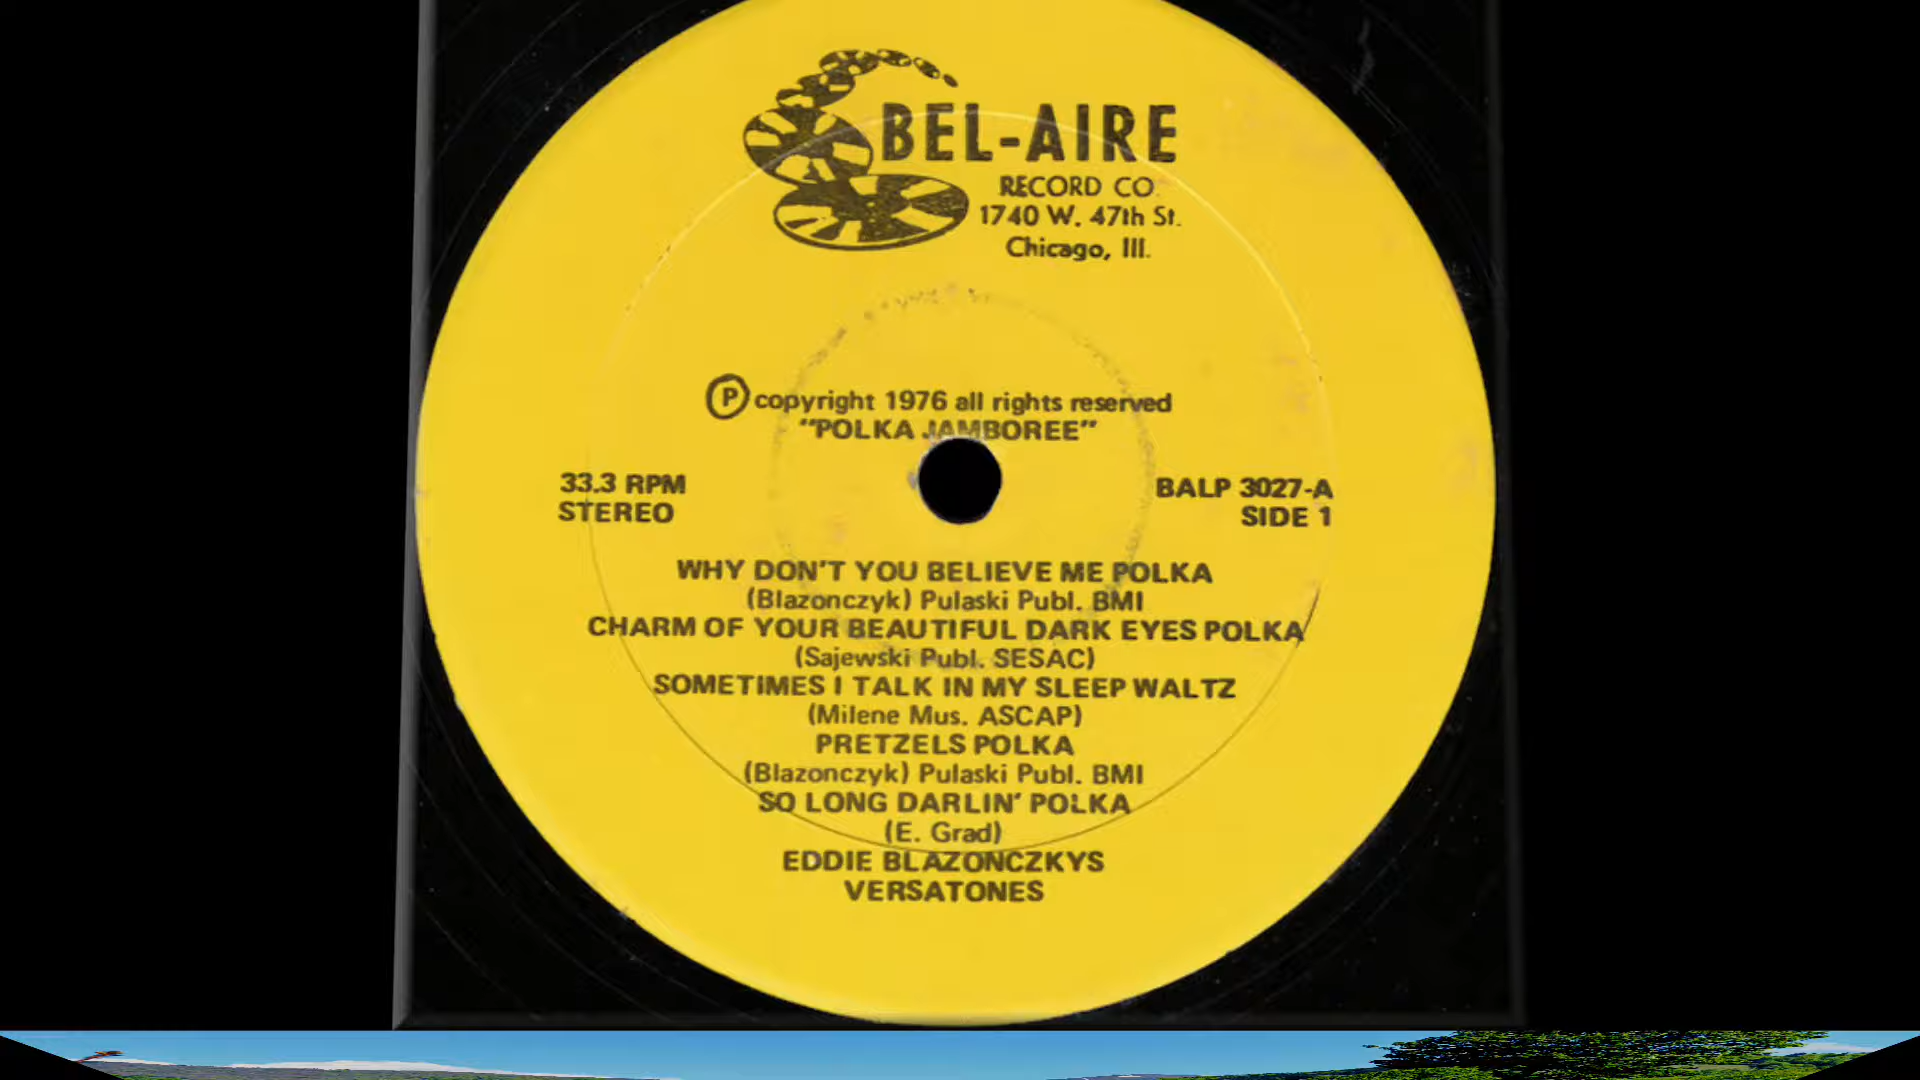 BEL-AIRE
RECORD CO.
1740 W. 47th St.
Chicago, Ill.
Ⓟ copyright 1976 all rights reserved
"POLKA JAMBOREE"
33.3 RPM
STEREO
BALP 3027-A
SIDE 1
WHY DON'T YOU BELIEVE ME POLKA
(Blazonczyk) Pulaski Publ. BMI
CHARM OF YOUR BEAUTIFUL DARK EYES POLKA
(Sajewski Publ. SESAC)
SOMETIMES I TALK IN MY SLEEP WALTZ
(Milene Mus. ASCAP)
PRETZELS POLKA
(Blazonczyk) Pulaski Publ. BMI
SO LONG DARLIN' POLKA
(E. Grad)
EDDIE BLAZONCZKYS
VERSATONES